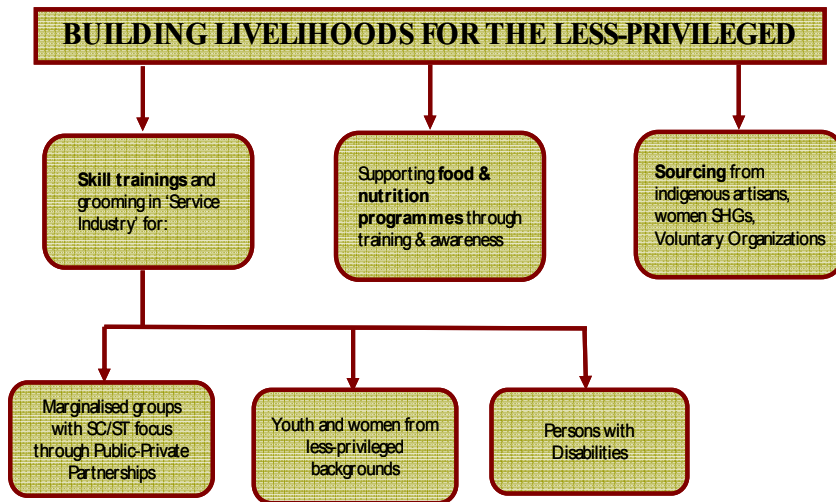 BUILDING LIVELIHOODS FOR THE LESS-PRIVILEGED
Skill trainings and
grooming in ‘Service
Industry’ for:
Supporting food &
nutrition
programmes through
training & awareness
Sourcing from
indigenous artisans,
women SHGs,
Voluntary Organizations
Marginalised groups
with SC/ST focus
through Public-Private
Partnerships
Youth and women from
less-privileged
backgrounds
Persons with
Disabilities